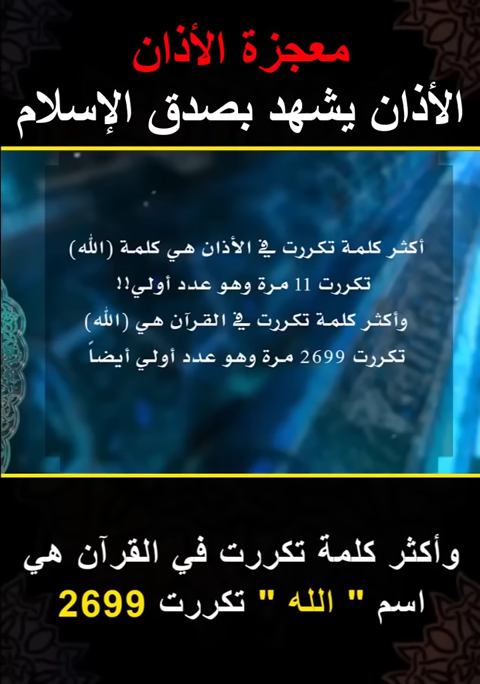 معجزة الأذان
الأذان يشهد بصدق الإسلام
أكثر كلمة تكررت في الأذان هي كلمة (الله)
تكررت 11 مرة وهو عدد أولي!!
وأكثر كلمة تكررت في القرآن هي (الله)
تكررت 2699 مرة وهو عدد أولي أيضاً
وأكثر كلمة تكررت في القرآن هي
اسم " الله " تكررت 2699